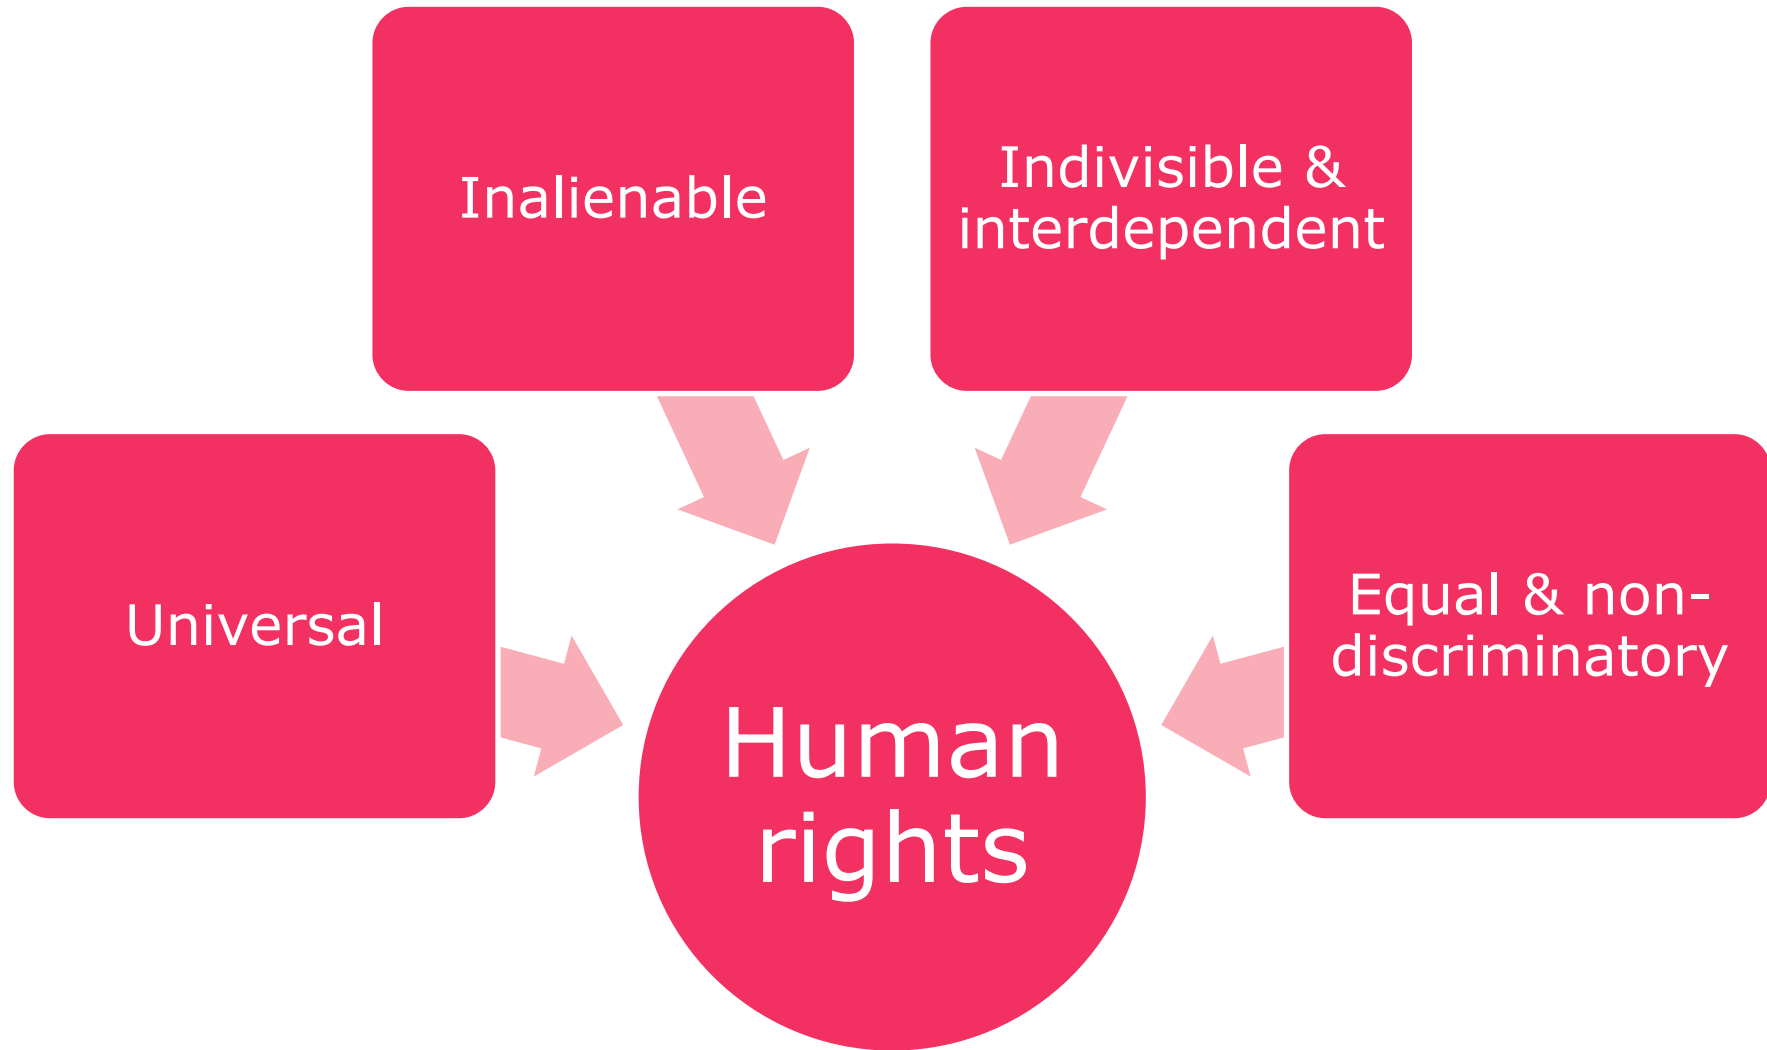 Inalienable
Indivisible &
interdependent
Universal
Equal & non-
discriminatory
Human
rights